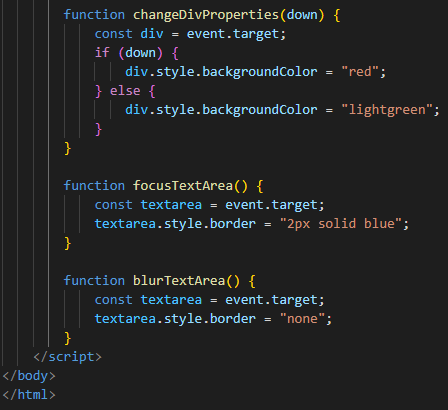 function changeDivProperties(down) {
const div = event.target;
if (down) {
div.style.backgroundColor = "red";
} else {
div.style.backgroundColor = "lightgreen";
}
}
function focusTextArea() {
const textarea = event.target;
textarea.style.border = "2px solid blue";
}
function blurTextArea() {
const textarea = event.target;
textarea.style.border = "none";
}
</script>
</body>
</html>